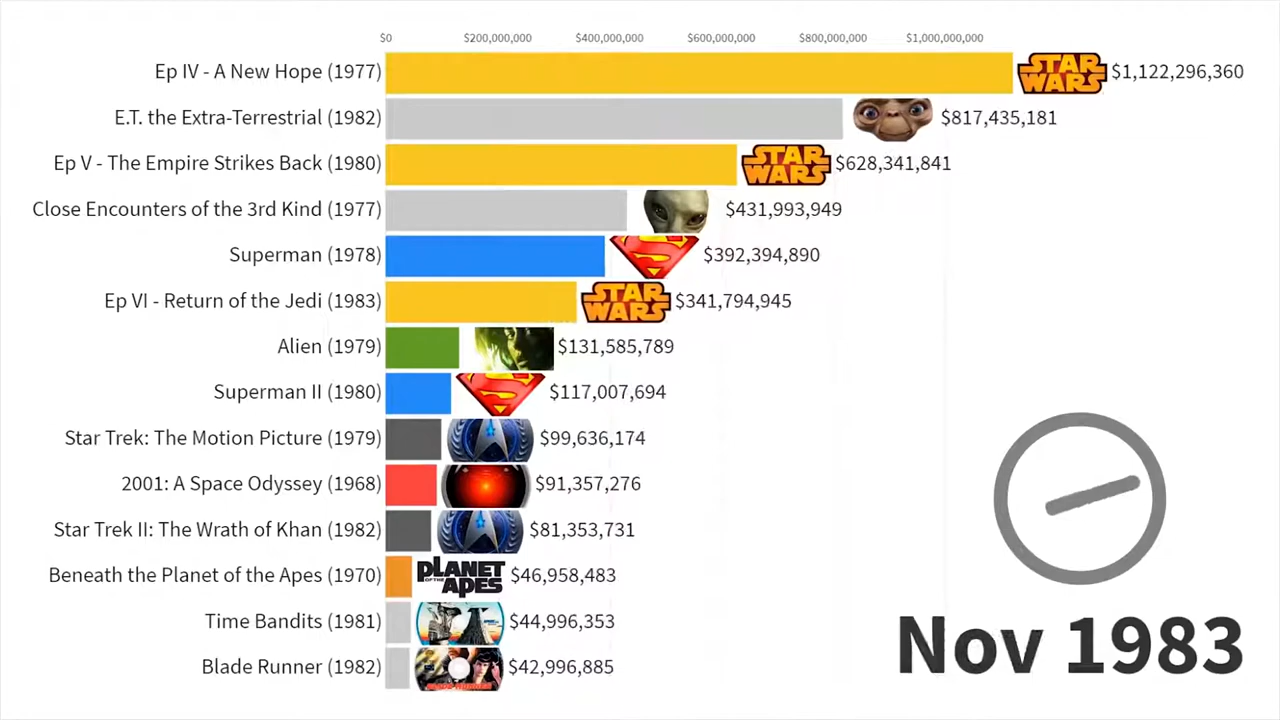 $0 $200,000,000 $400,000,000 $600,000,000 $800,000,000 $1,000,000,000
Ep IV - A New Hope (1977) STAR WARS $1,122,296,360
E.T. the Extra-Terrestrial (1982) $817,435,181
Ep V - The Empire Strikes Back (1980) STAR WARS $628,341,841
Close Encounters of the 3rd Kind (1977) $431,993,949
Superman (1978) $392,394,890
Ep VI - Return of the Jedi (1983) STAR WARS $341,794,945
Alien (1979) $131,585,789
Superman II (1980) $117,007,694
Star Trek: The Motion Picture (1979) $99,636,174
2001: A Space Odyssey (1968) $91,357,276
Star Trek II: The Wrath of Khan (1982) $81,353,731
Beneath the Planet of the Apes (1970) PLANET OF THE APES $46,958,483
Time Bandits (1981) $44,996,353
Blade Runner (1982) BLADE RUNNER $42,996,885
Nov 1983